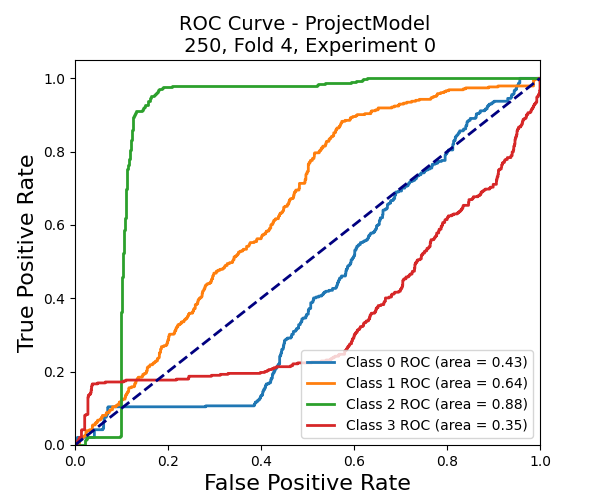 ROC Curve - ProjectModel
250, Fold 4, Experiment 0
True Positive Rate
1.0
0.8
0.6
0.4
0.2
0.0
Class 0 ROC (area = 0.43)
Class 1 ROC (area = 0.64)
Class 2 ROC (area = 0.88)
Class 3 ROC (area = 0.35)
0.0 0.2 0.4 0.6 0.8 1.0
False Positive Rate